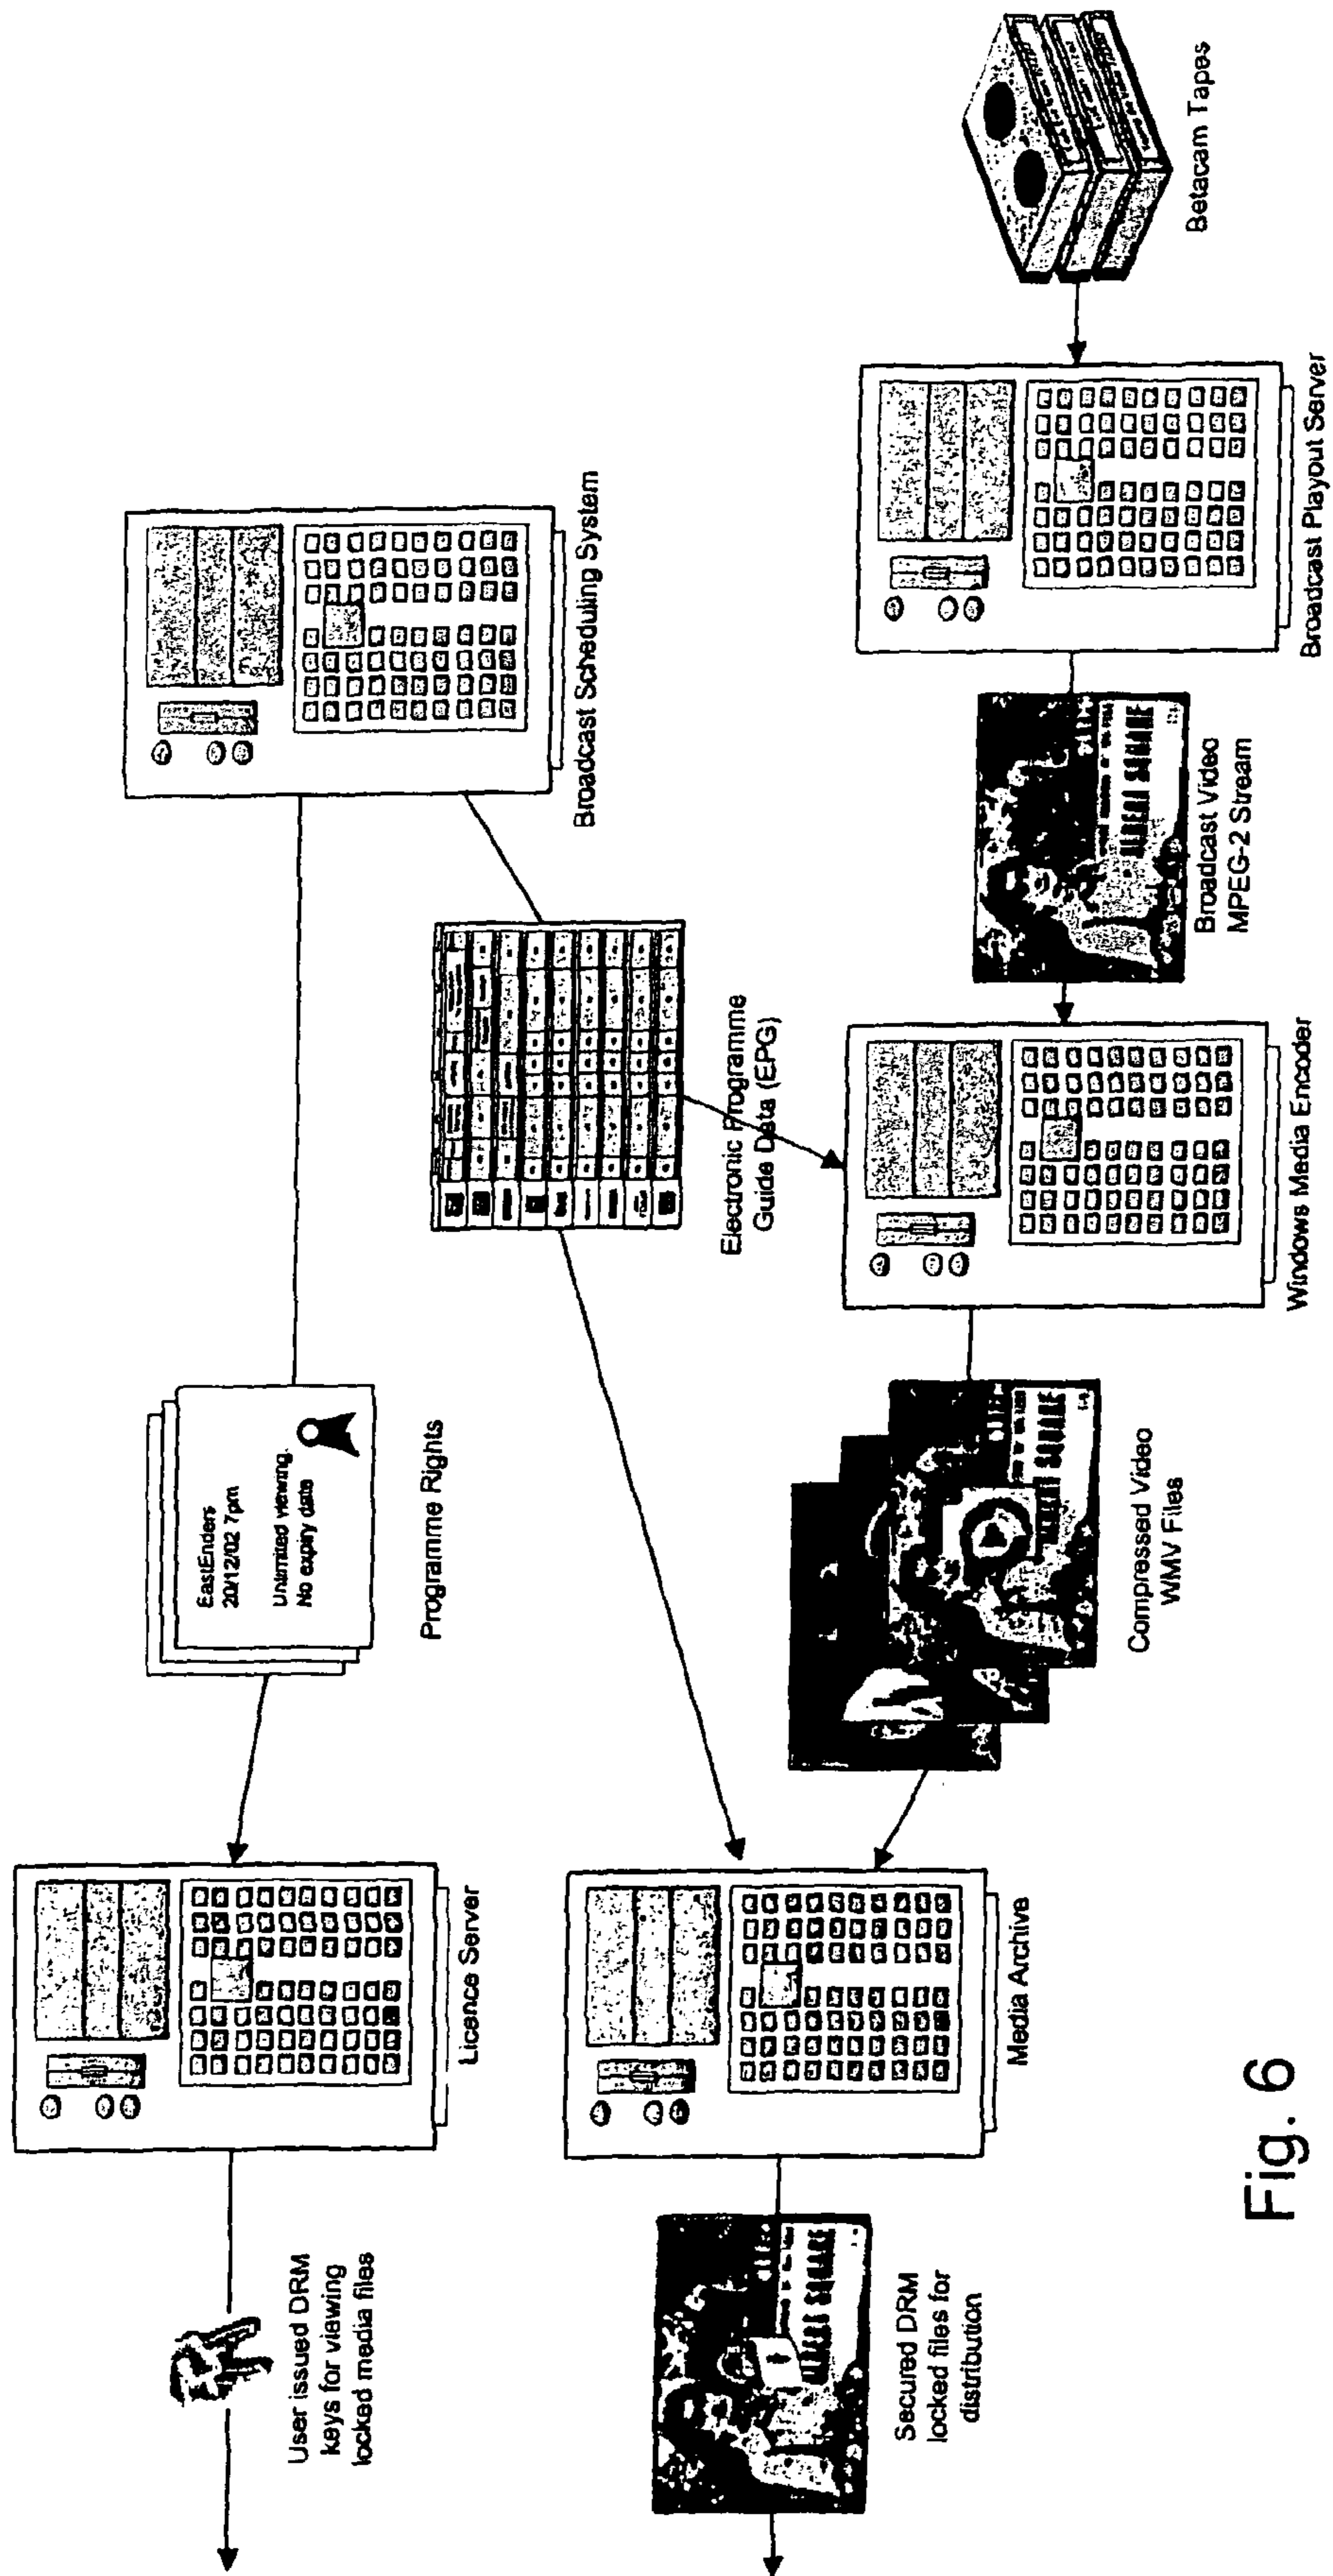 User issued DRM
keys for viewing
locked media files
Licence Server
EastEnders
20/12/02 7pm
Unlimited viewing.
No expiry date
Programme Rights
Broadcast Scheduling System
Electronic Programme
Guide Data (EPG)
Secured DRM
locked files for
distribution
Media Archive
Compressed Video
WMV Files
Windows Media Encoder
Broadcast Video
MPEG-2 Stream
Broadcast Playout Server
Betacam Tapes
ALBERT SQUARE
Fig. 6